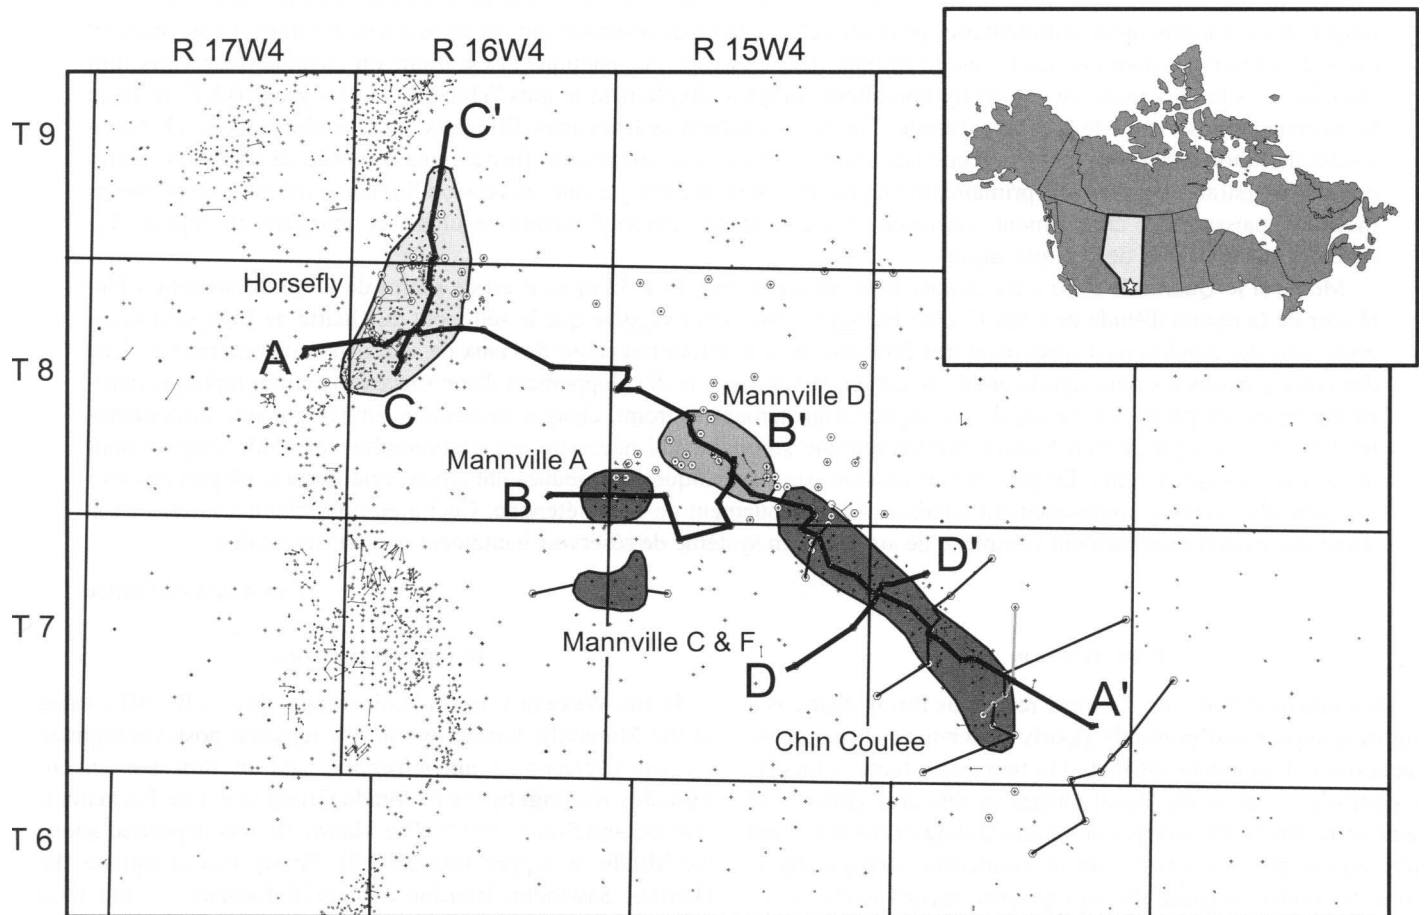 R 17W4 R 16W4 R 15W4
T 9
C'
Horsefly
A
T 8
C
Mannville D
B'
Mannville A
B
D'
T 7
Mannville C & F
D
A'
Chin Coulee
T 6